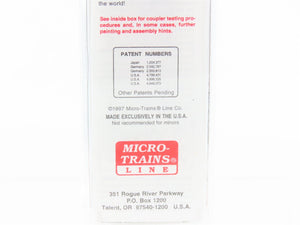 the world!
See inside box for coupler testing pro-
cedures and, in some cases, further
painting and assembly hints.
PATENT NUMBERS
Japan
Germany
Germany
U.S.A.
U.S.A.
U.S.A.
Other Patents Pending
©1997 Micro-Trains® Line Co.
MADE EXCLUSIVELY IN THE U.S.A.
Not recommended for minors
MICRO-
TRAINS®
LINE
351 Rogue River Parkway
P.O. Box 1200
Talent, OR 97540-1200 U.S.A.